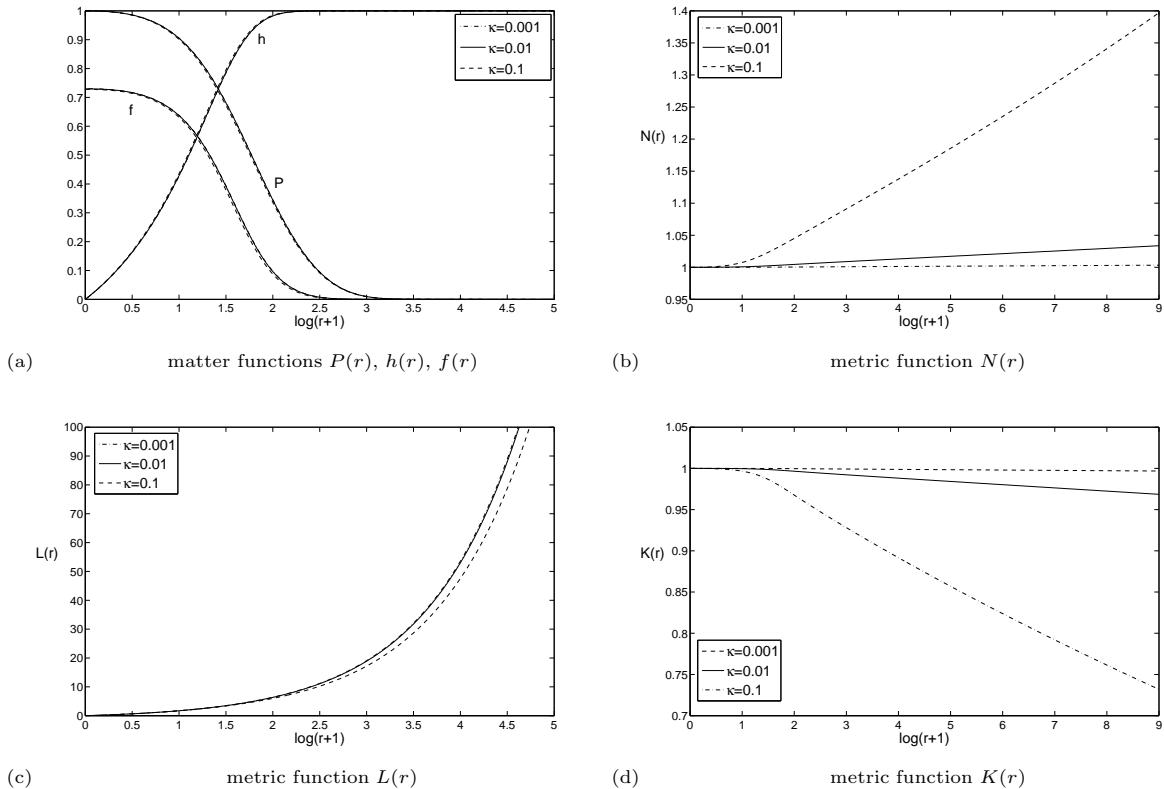 1
0.9
0.8
0.7
0.6
0.5
0.4
0.3
0.2
0.1
0
0 0.5 1 1.5 2 2.5 3 3.5 4 4.5 5
log(r+1)
h
f
P
κ=0.001
κ=0.01
κ=0.1
(a) matter functions P(r), h(r), f(r)
1.4
1.35
1.3
1.25
1.2
1.15
1.1
1.05
1
0.95
N(r)
0 1 2 3 4 5 6 7 8 9
log(r+1)
κ=0.001
κ=0.01
κ=0.1
(b) metric function N(r)
100
90
80
70
60
50
40
30
20
10
0
L(r)
0 0.5 1 1.5 2 2.5 3 3.5 4 4.5 5
log(r+1)
κ=0.001
κ=0.01
κ=0.1
(c) metric function L(r)
1.05
1
0.95
0.9
0.85
0.8
0.75
0.7
K(r)
0 1 2 3 4 5 6 7 8 9
log(r+1)
κ=0.001
κ=0.01
κ=0.1
(d) metric function K(r)